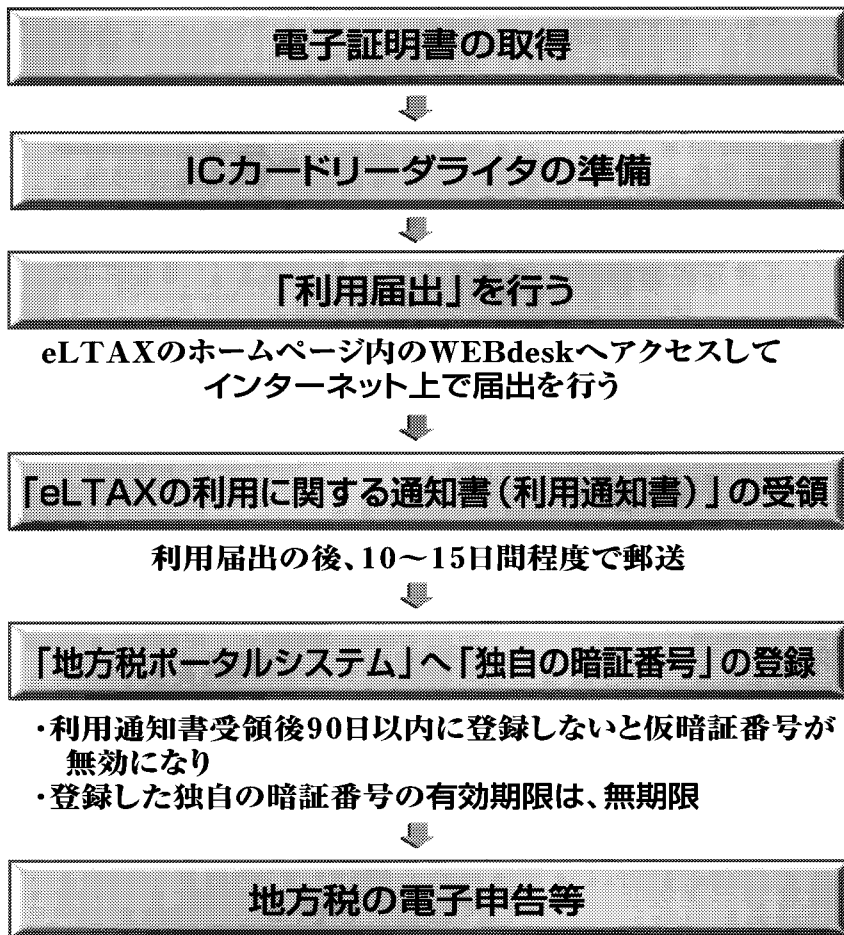 電子証明書の取得
ICカードリーダライタの準備
「利用届出」を行う
eLTAXのホームページ内のWEBdeskへアクセスして
インターネット上で届出を行う
「eLTAXの利用に関する通知書(利用通知書)」の受領
利用届出の後、10〜15日間程度で郵送
「地方税ポータルシステム」へ「独自の暗証番号」の登録
・利用通知書受領後90日以内に登録しないと仮暗証番号が
無効になり
・登録した独自の暗証番号の有効期限は、無期限
地方税の電子申告等